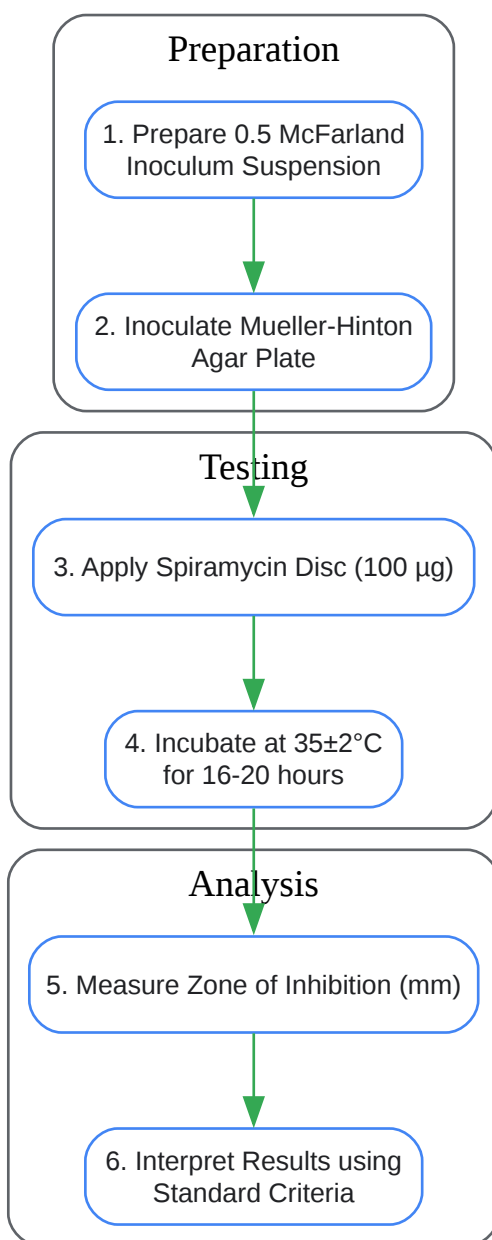 Preparation
1. Prepare 0.5 McFarland
Inoculum Suspension
2. Inoculate Mueller-Hinton
Agar Plate
Testing
3. Apply Spiramycin Disc (100 µg)
4. Incubate at 35±2°C
for 16-20 hours
Analysis
5. Measure Zone of Inhibition (mm)
6. Interpret Results using
Standard Criteria